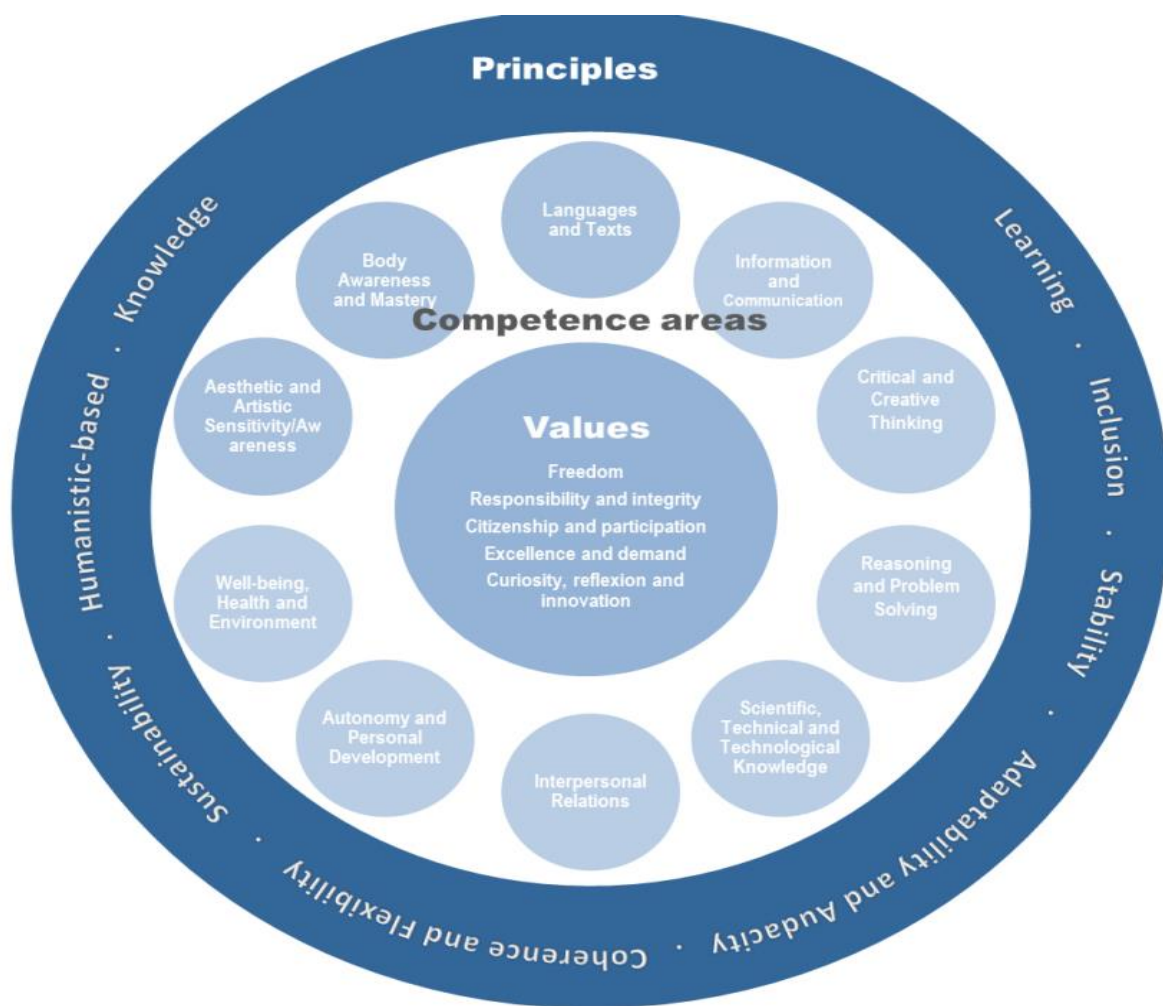 Principles
Learning · Inclusion · Stability · Adaptability and Audacity · Coherence and Flexibility · Sustainability · Humanistic-based · Knowledge
Languages
and Texts
Information
and
Communication
Critical and
Creative
Thinking
Reasoning
and Problem
Solving
Scientific,
Technical and
Technological
Knowledge
Interpersonal
Relations
Autonomy and
Personal
Development
Well-being,
Health and
Environment
Aesthetic and
Artistic
Sensitivity/Aw
areness
Body
Awareness
and Mastery
Competence areas
Values
Freedom
Responsibility and integrity
Citizenship and participation
Excellence and demand
Curiosity, reflexion and
innovation